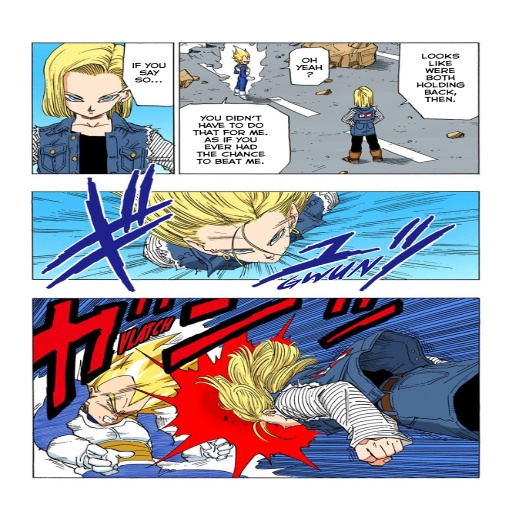 LOOKS
LIKE
WERE
BOTH
HOLDING
BACK,
THEN.
OH
YEAH
?
YOU DIDN'T
HAVE TO DO
THAT FOR ME.
AS IF YOU
EVER HAD
THE CHANCE
TO BEAT ME.
IF YOU
SAY
SO...
GWUN
VLATCH